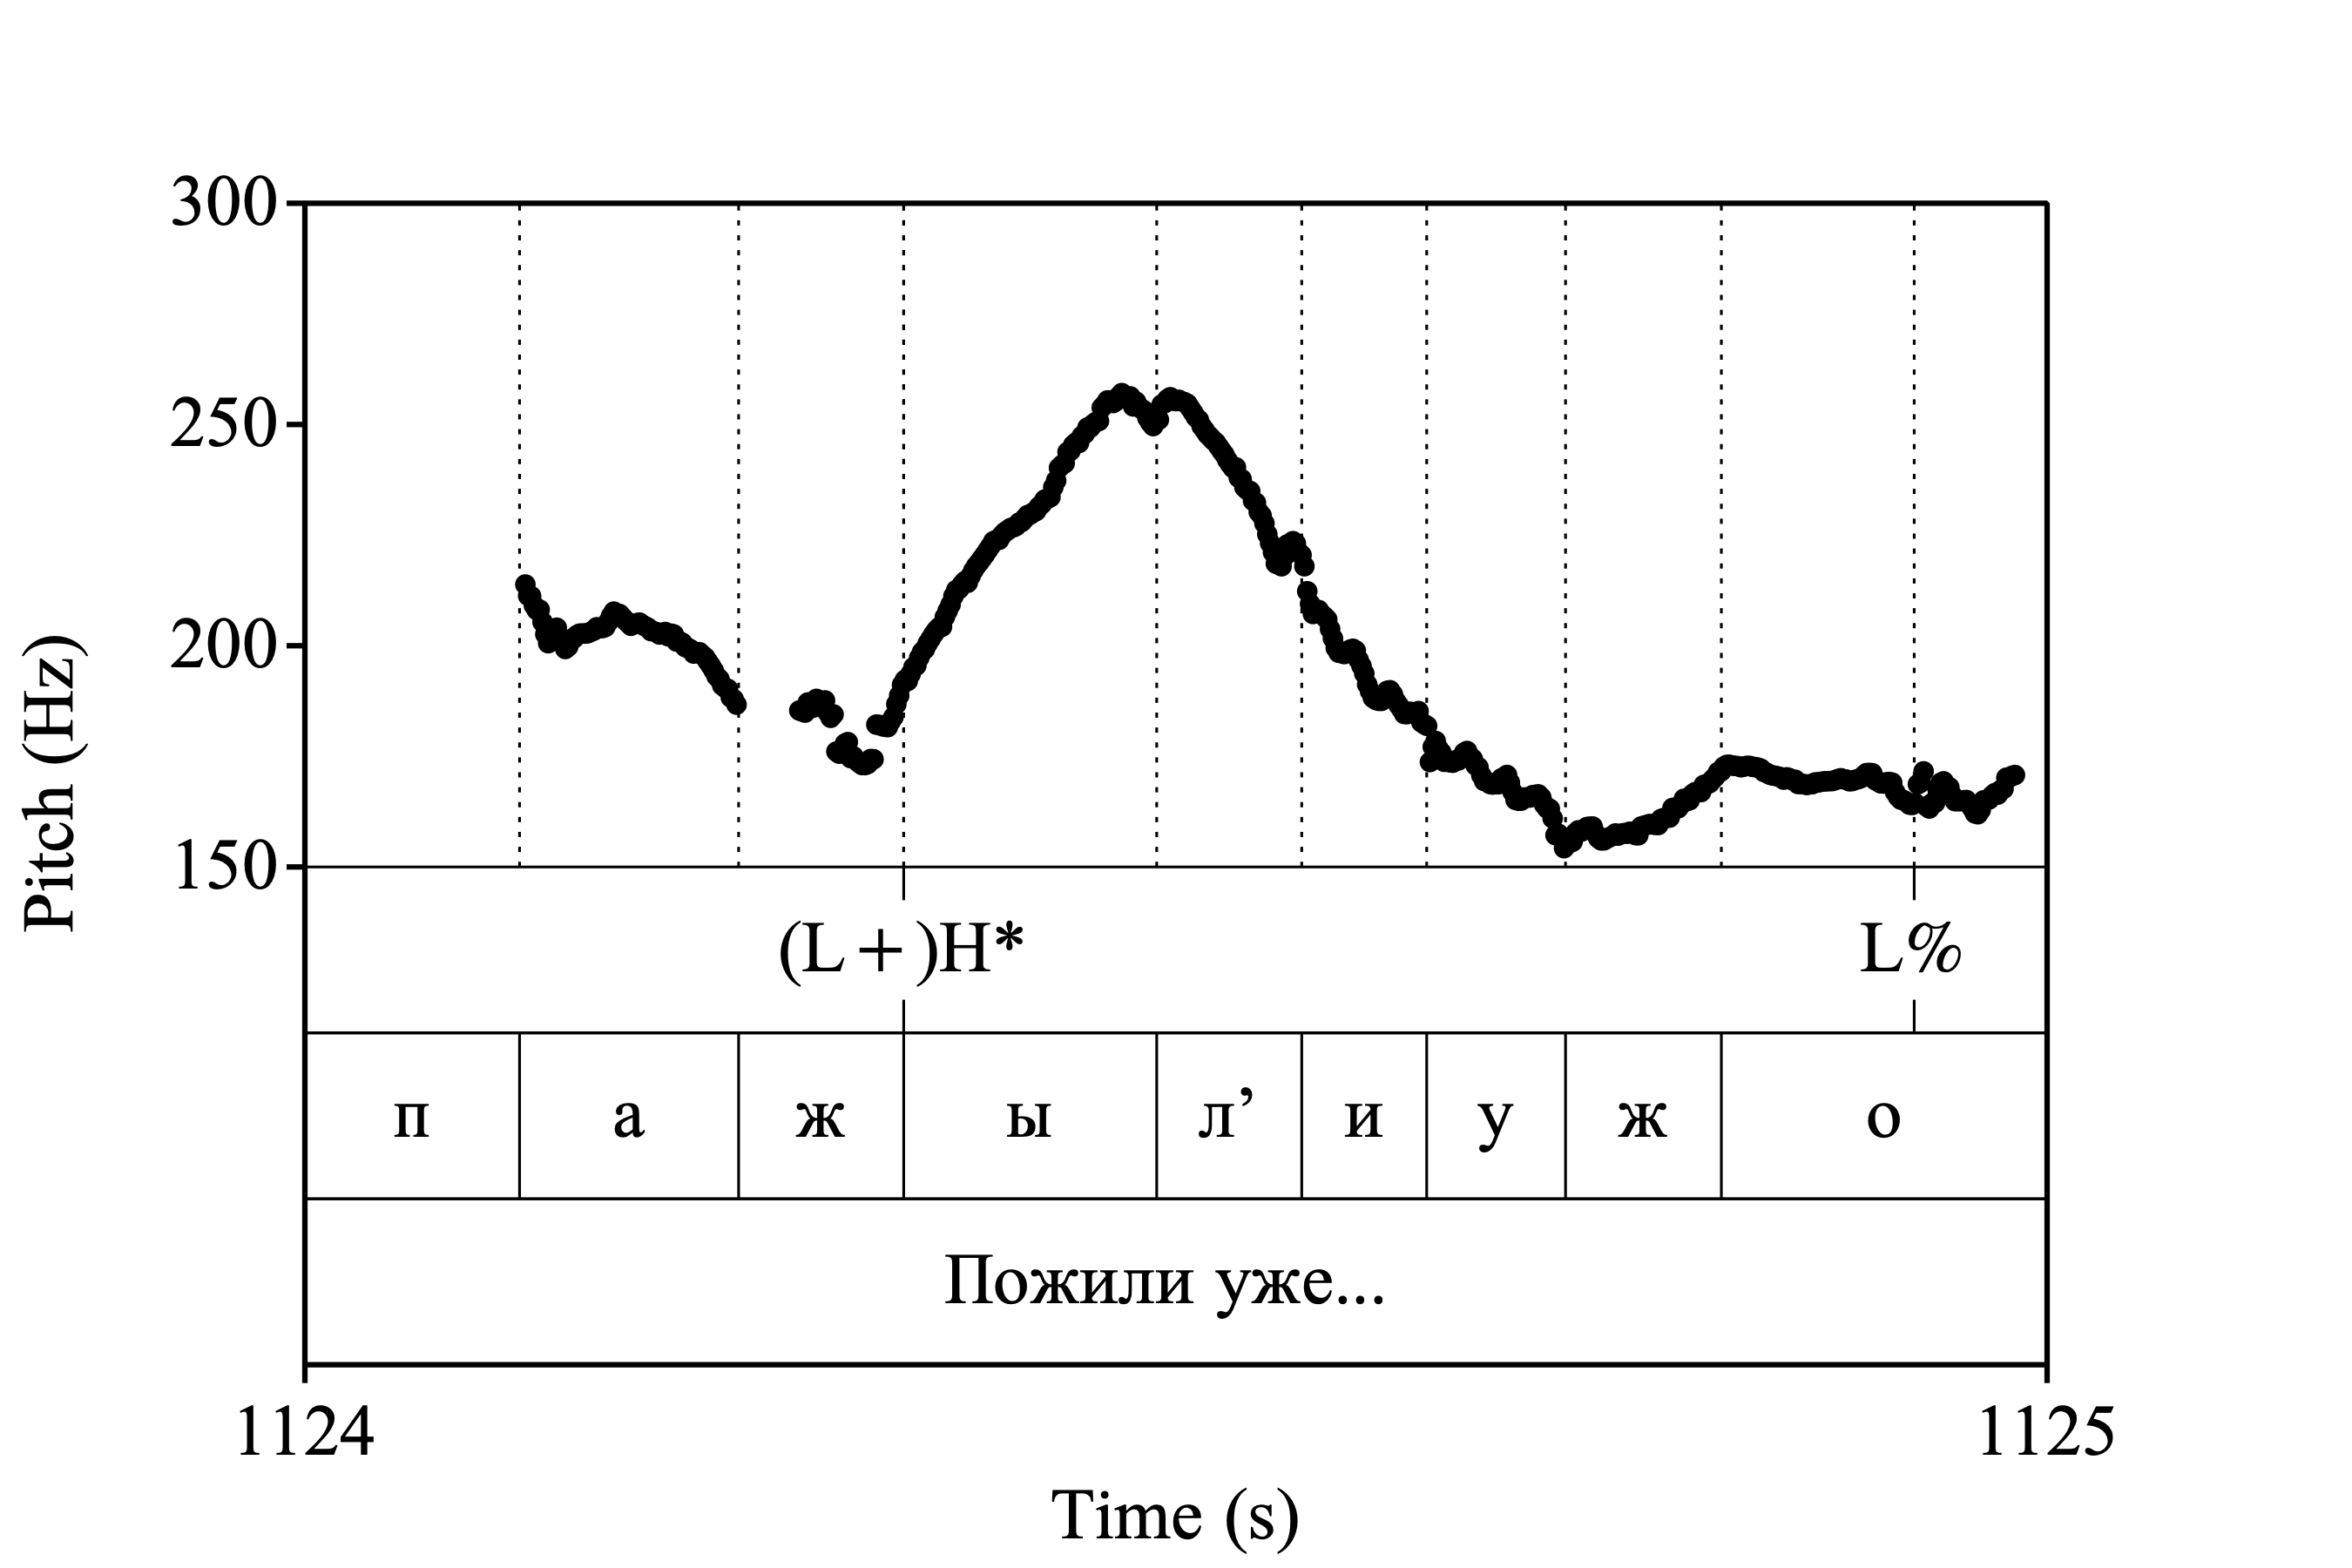 300
250
200
150
Pitch (Hz)
(L+)H* L%
п а ж ы л’ и у ж о
Пожили уже...
1124 1125
Time (s)